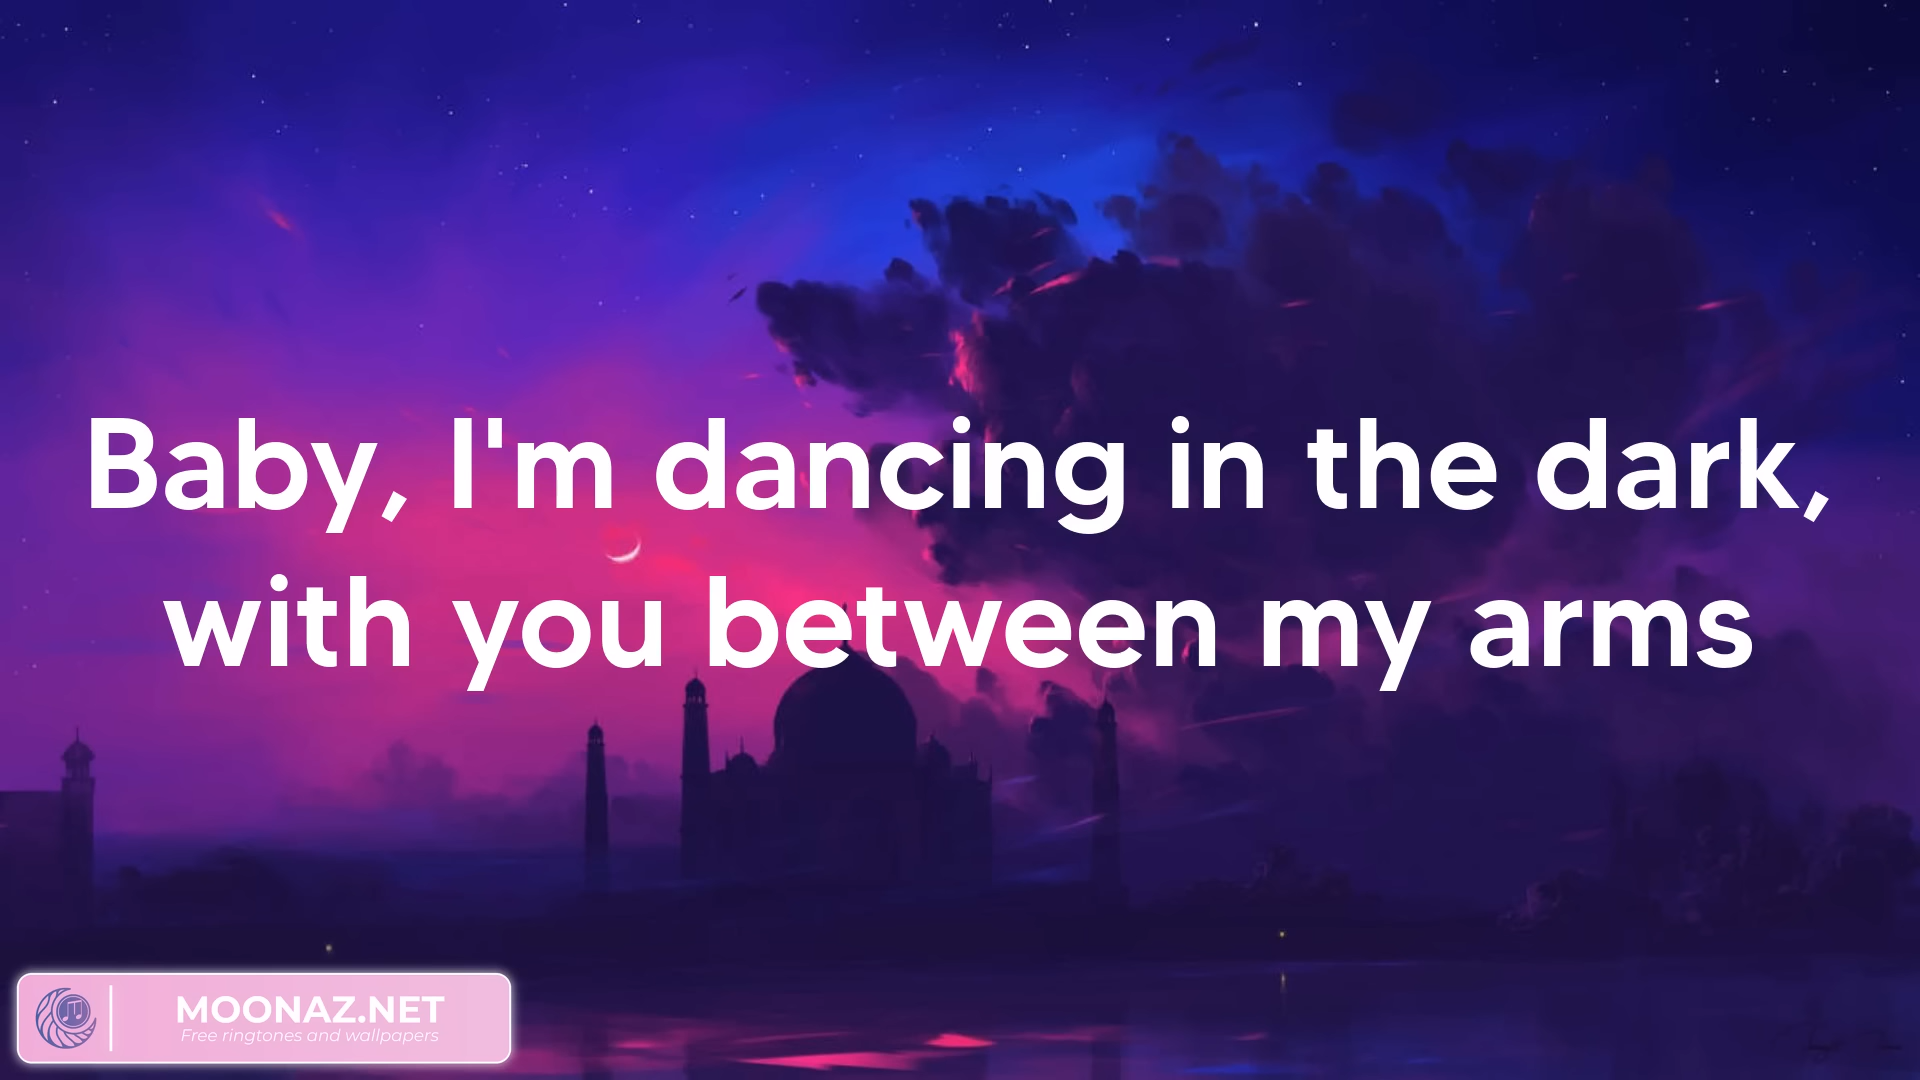 Baby, I'm dancing in the dark,
with you between my arms
MOONAZ.NET
Free ringtones and wallpapers